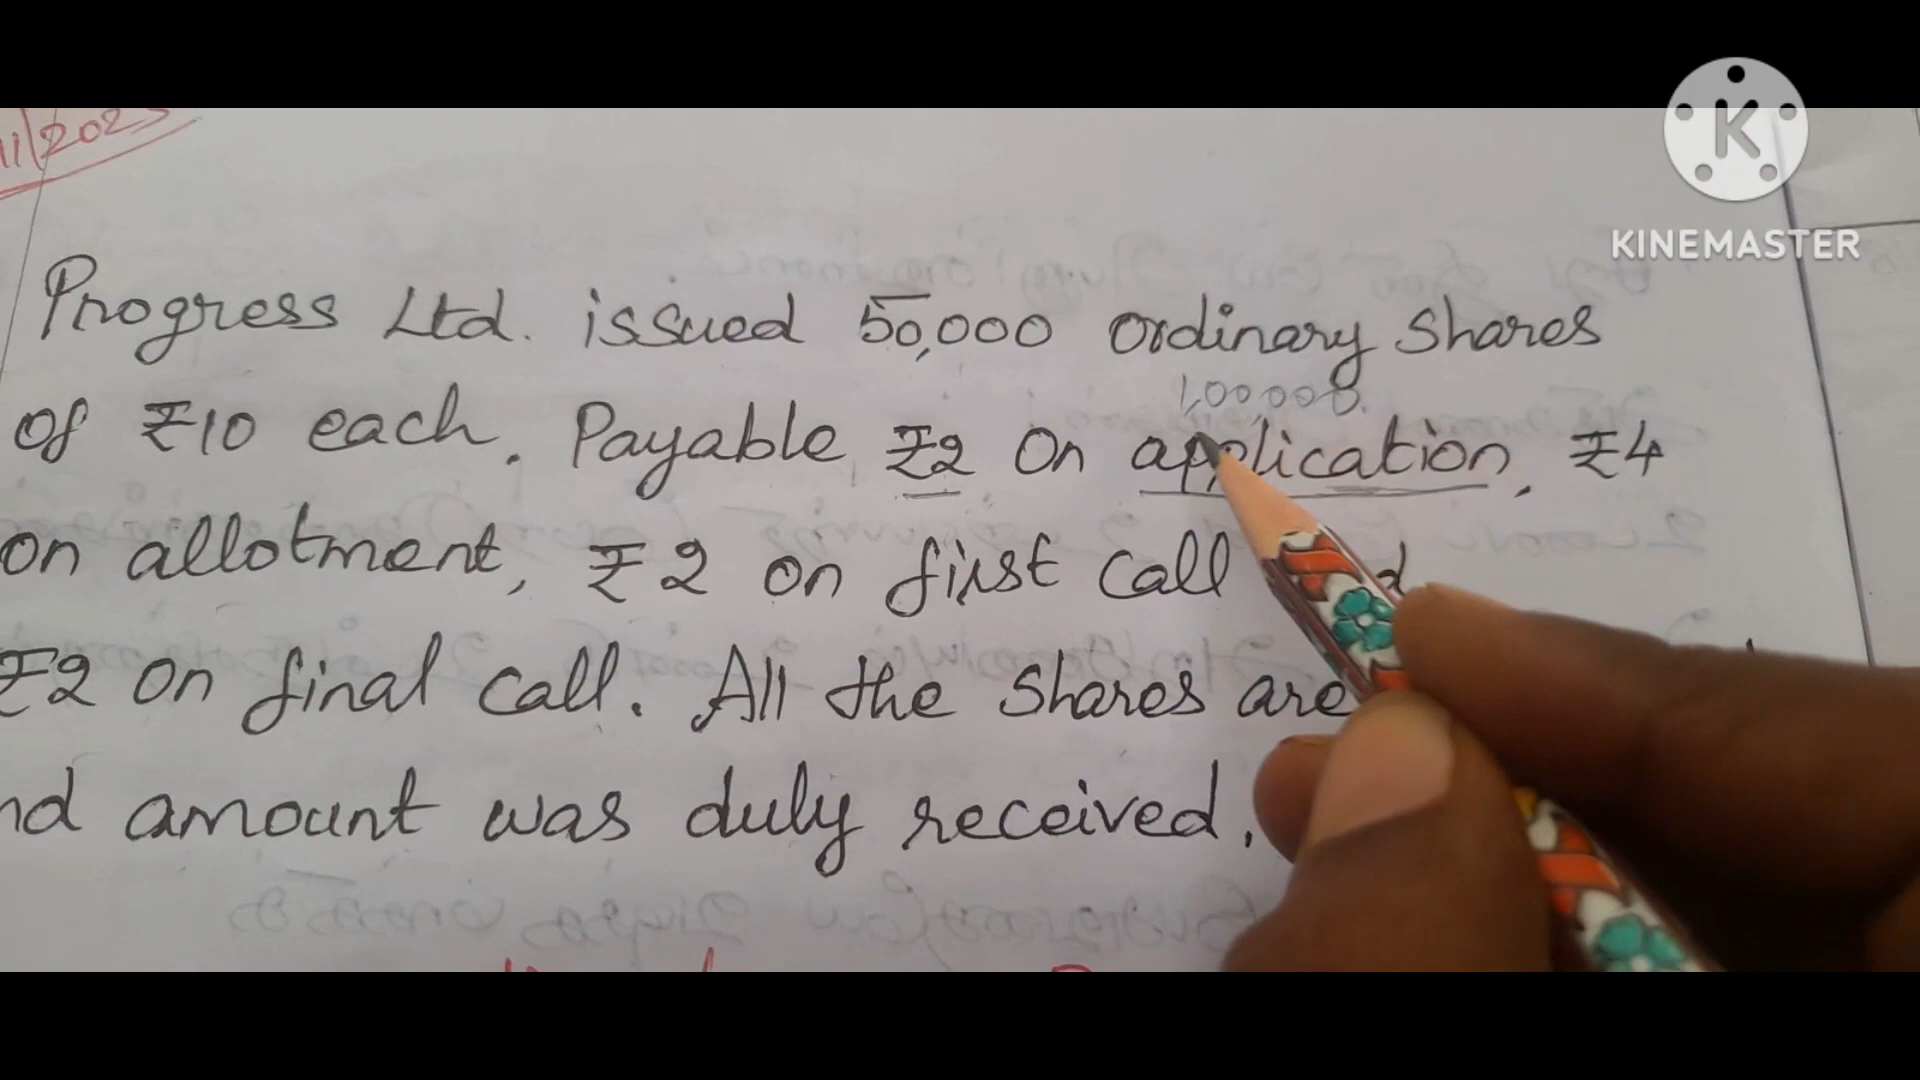 11/2023
KINEMASTER
Progress Ltd. issued 50,000 ordinary shares
1,00,000
of ₹10 each. Payable ₹2 on application, ₹4
on allotment, ₹2 on first call
₹2 on final call. All the shares are
amount was duly received.